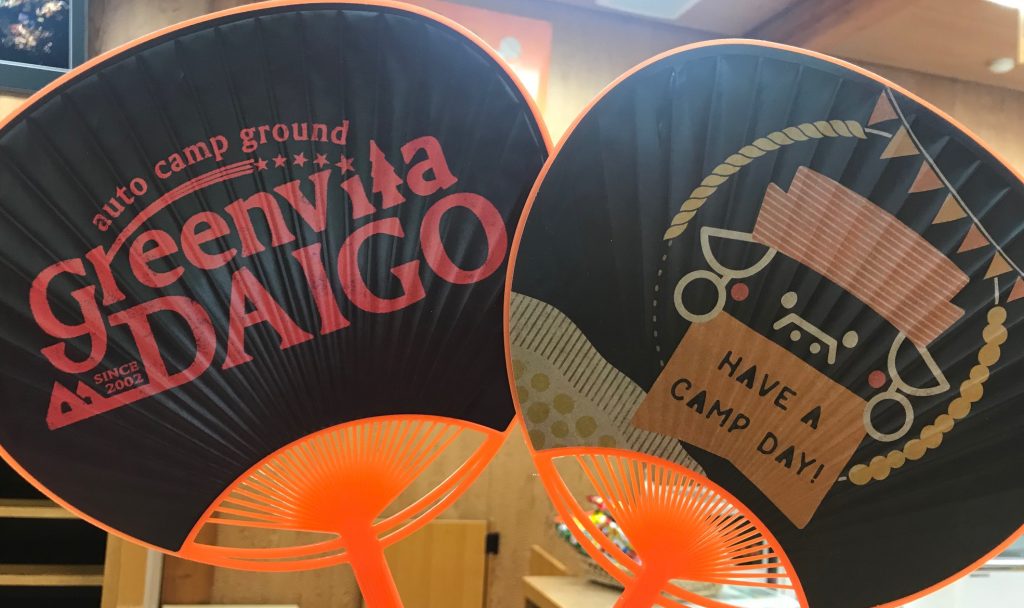 auto camp ground
greenvilla
DAIGO
SINCE
2002
HAVE A
CAMP DAY!